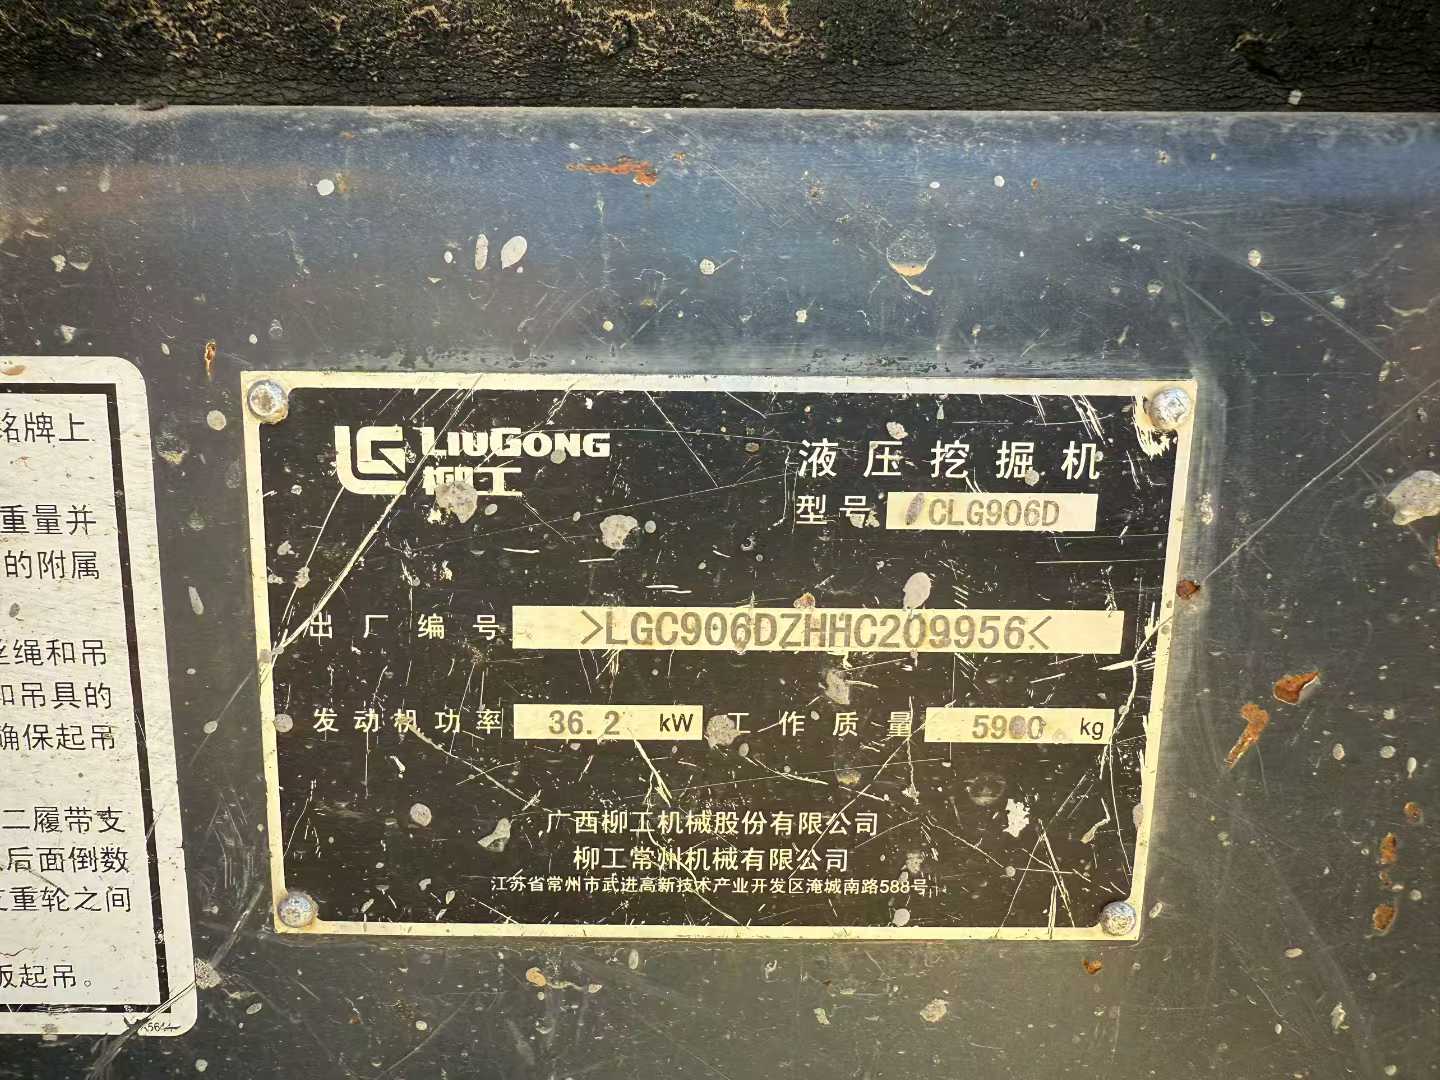 铭牌上
重量并
的附属
丝绳和吊
和吊具的
确保起吊
二履带支
后面倒数
支重轮之间
板起吊。
LIUGONG
柳工
液压挖掘机
型号 CLG906D
出厂编号 >LGC906DZHHC209956<
发动机功率 36.2 kW 工作质量 5900 kg
广西柳工机械股份有限公司
柳工常州机械有限公司
江苏省常州市武进高新技术产业开发区淹城南路588号